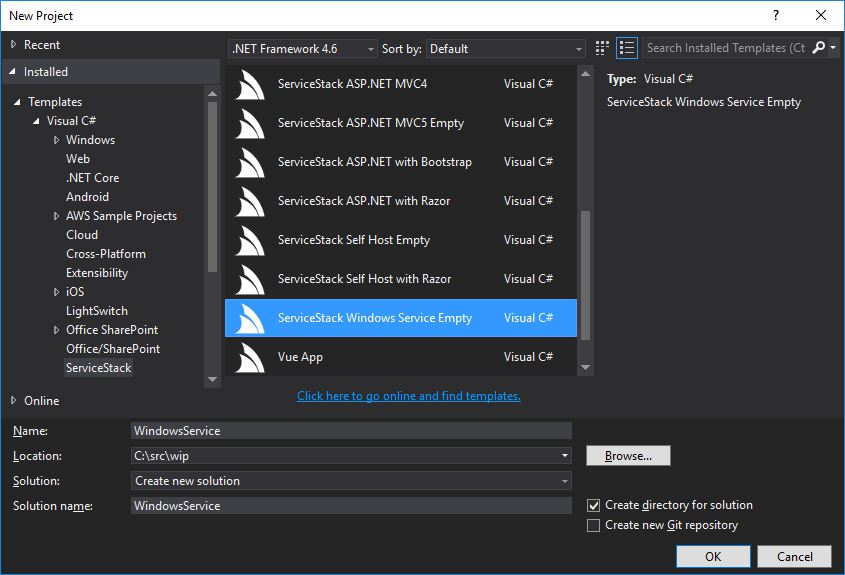 New Project
?
Recent
.NET Framework 4.6
Sort by:
Default
Search Installed Templates (Ct
Installed
Templates
Visual C#
Windows
Web
.NET Core
Android
AWS Sample Projects
Cloud
Cross-Platform
Extensibility
iOS
LightSwitch
Office SharePoint
Office/SharePoint
ServiceStack
Online
ServiceStack ASP.NET MVC4 Visual C#
ServiceStack ASP.NET MVC5 Empty Visual C#
ServiceStack ASP.NET with Bootstrap Visual C#
ServiceStack ASP.NET with Razor Visual C#
ServiceStack Self Host Empty Visual C#
ServiceStack Self Host with Razor Visual C#
ServiceStack Windows Service Empty Visual C#
Vue App Visual C#
Click here to go online and find templates.
Type: Visual C#
ServiceStack Windows Service Empty
Name: WindowsService
Location: C:\src\wip
Browse...
Solution: Create new solution
Solution name: WindowsService
Create directory for solution
Create new Git repository
OK
Cancel